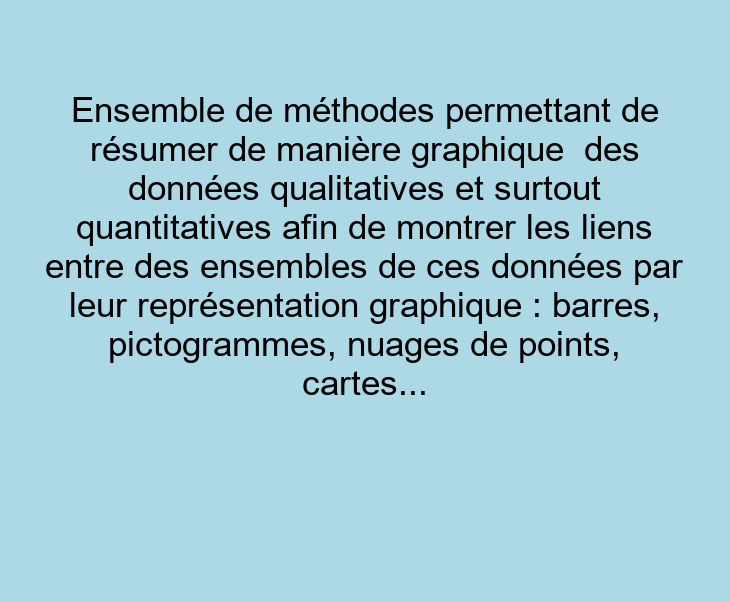 Ensemble de méthodes permettant de
résumer de manière graphique  des
données qualitatives et surtout
quantitatives afin de montrer les liens
entre des ensembles de ces données par
leur représentation graphique : barres,
pictogrammes, nuages de points,
cartes...